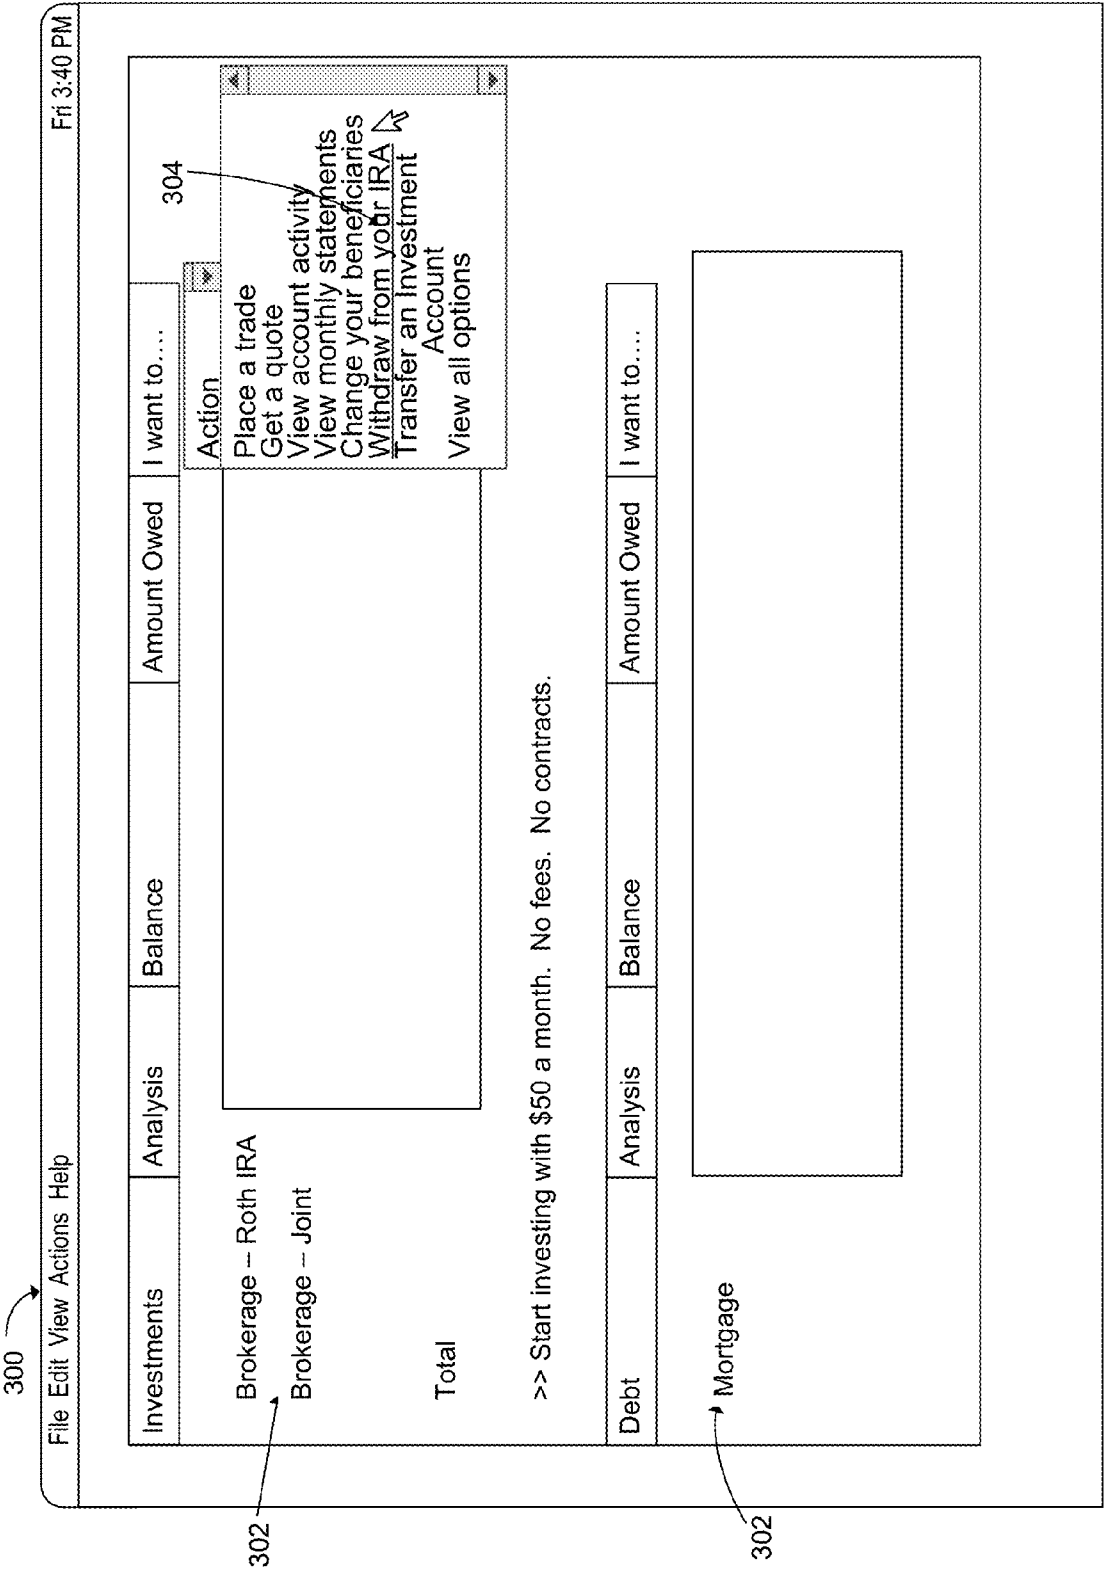 300
File Edit View Actions Help
Fri 3:40 PM
Investments
Analysis
Balance
Amount Owed
I want to....
304
Action
Brokerage – Roth IRA
Brokerage – Joint
Total
Place a trade
Get a quote
View account activity
View monthly statements
Change your beneficiaries
Withdraw from your IRA
Transfer an Investment
Account
View all options
302
>> Start investing with $50 a month. No fees. No contracts.
Debt
Analysis
Balance
Amount Owed
I want to....
Mortgage
302